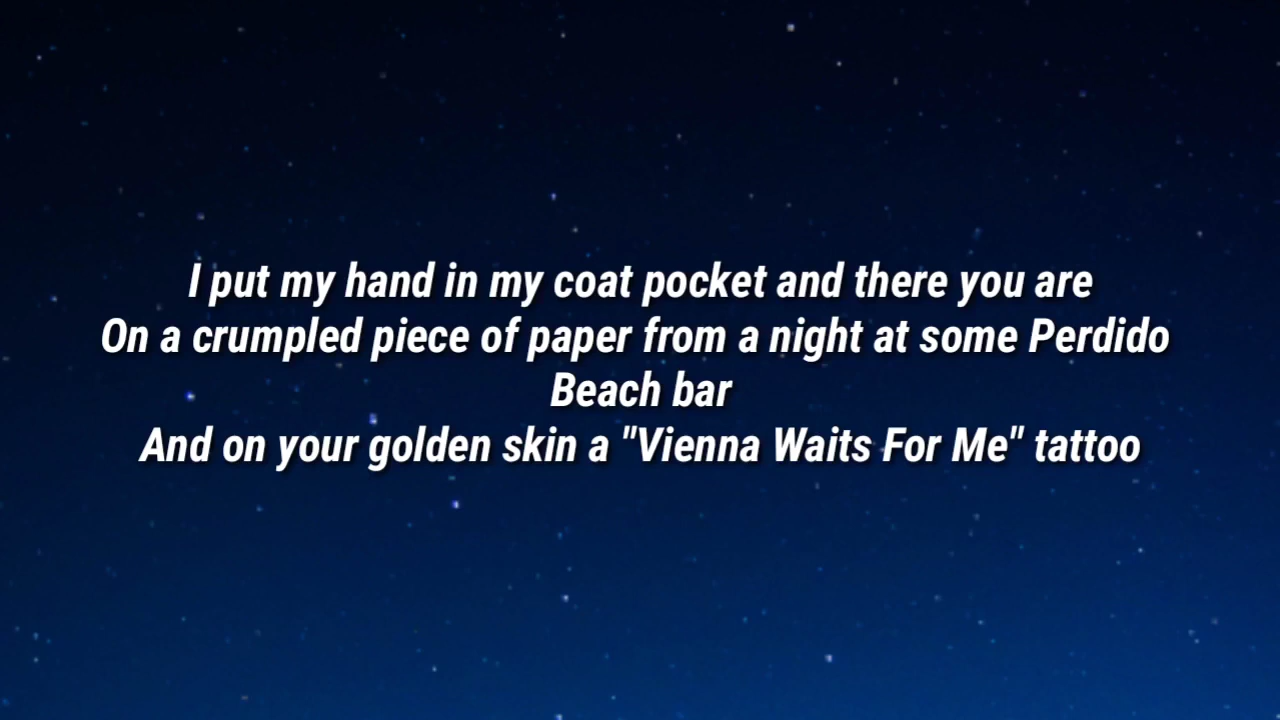 I put my hand in my coat pocket and there you are
On a crumpled piece of paper from a night at some Perdido
Beach bar
And on your golden skin a "Vienna Waits For Me" tattoo